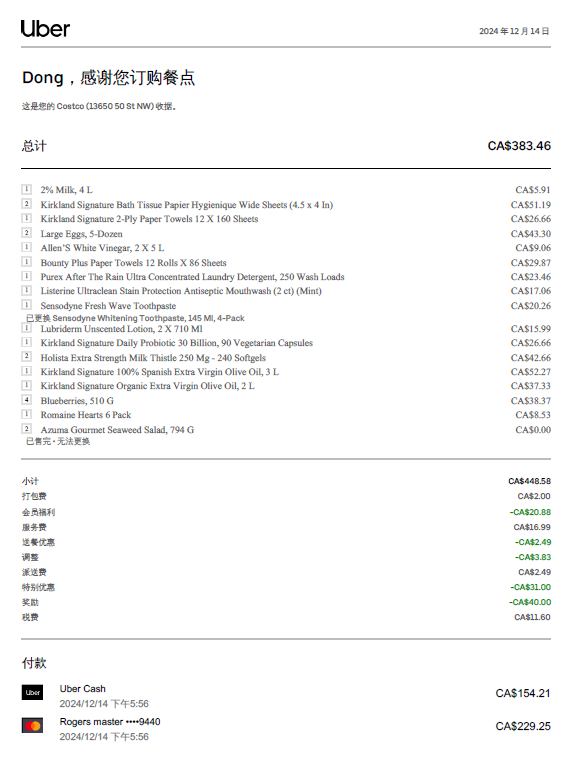 Uber
2024 年 12 月 14 日
Dong，感谢您订购餐点
这是您的 Costco (13650 50 St NW) 收据。
总计 CA$383.46
1 2% Milk, 4 L CA$5.91
2 Kirkland Signature Bath Tissue Papier Hygienique Wide Sheets (4.5 x 4 In) CA$51.19
1 Kirkland Signature 2-Ply Paper Towels 12 X 160 Sheets CA$26.66
2 Large Eggs, 5-Dozen CA$43.30
1 Allen'S White Vinegar, 2 X 5 L CA$9.06
1 Bounty Plus Paper Towels 12 Rolls X 86 Sheets CA$29.87
1 Purex After The Rain Ultra Concentrated Laundry Detergent, 250 Wash Loads CA$23.46
1 Listerine Ultraclean Stain Protection Antiseptic Mouthwash (2 ct) (Mint) CA$17.06
1 Sensodyne Fresh Wave Toothpaste CA$20.26
已更换 Sensodyne Whitening Toothpaste, 145 Ml, 4-Pack
1 Lubriderm Unscented Lotion, 2 X 710 Ml CA$15.99
1 Kirkland Signature Daily Probiotic 30 Billion, 90 Vegetarian Capsules CA$26.66
2 Holista Extra Strength Milk Thistle 250 Mg - 240 Softgels CA$42.66
1 Kirkland Signature 100% Spanish Extra Virgin Olive Oil, 3 L CA$52.27
1 Kirkland Signature Organic Extra Virgin Olive Oil, 2 L CA$37.33
4 Blueberries, 510 G CA$38.37
1 Romaine Hearts 6 Pack CA$8.53
2 Azuma Gourmet Seaweed Salad, 794 G CA$0.00
已售完 • 无法更换
小计 CA$448.58
打包费 CA$2.00
会员福利 -CA$20.88
服务费 CA$16.99
送餐优惠 -CA$2.49
调整 -CA$3.83
派送费 CA$2.49
特别优惠 -CA$31.00
奖励 -CA$40.00
税费 CA$11.60
付款
Uber Uber Cash CA$154.21
2024/12/14 下午5:56
Rogers master ••••9440 CA$229.25
2024/12/14 下午5:56